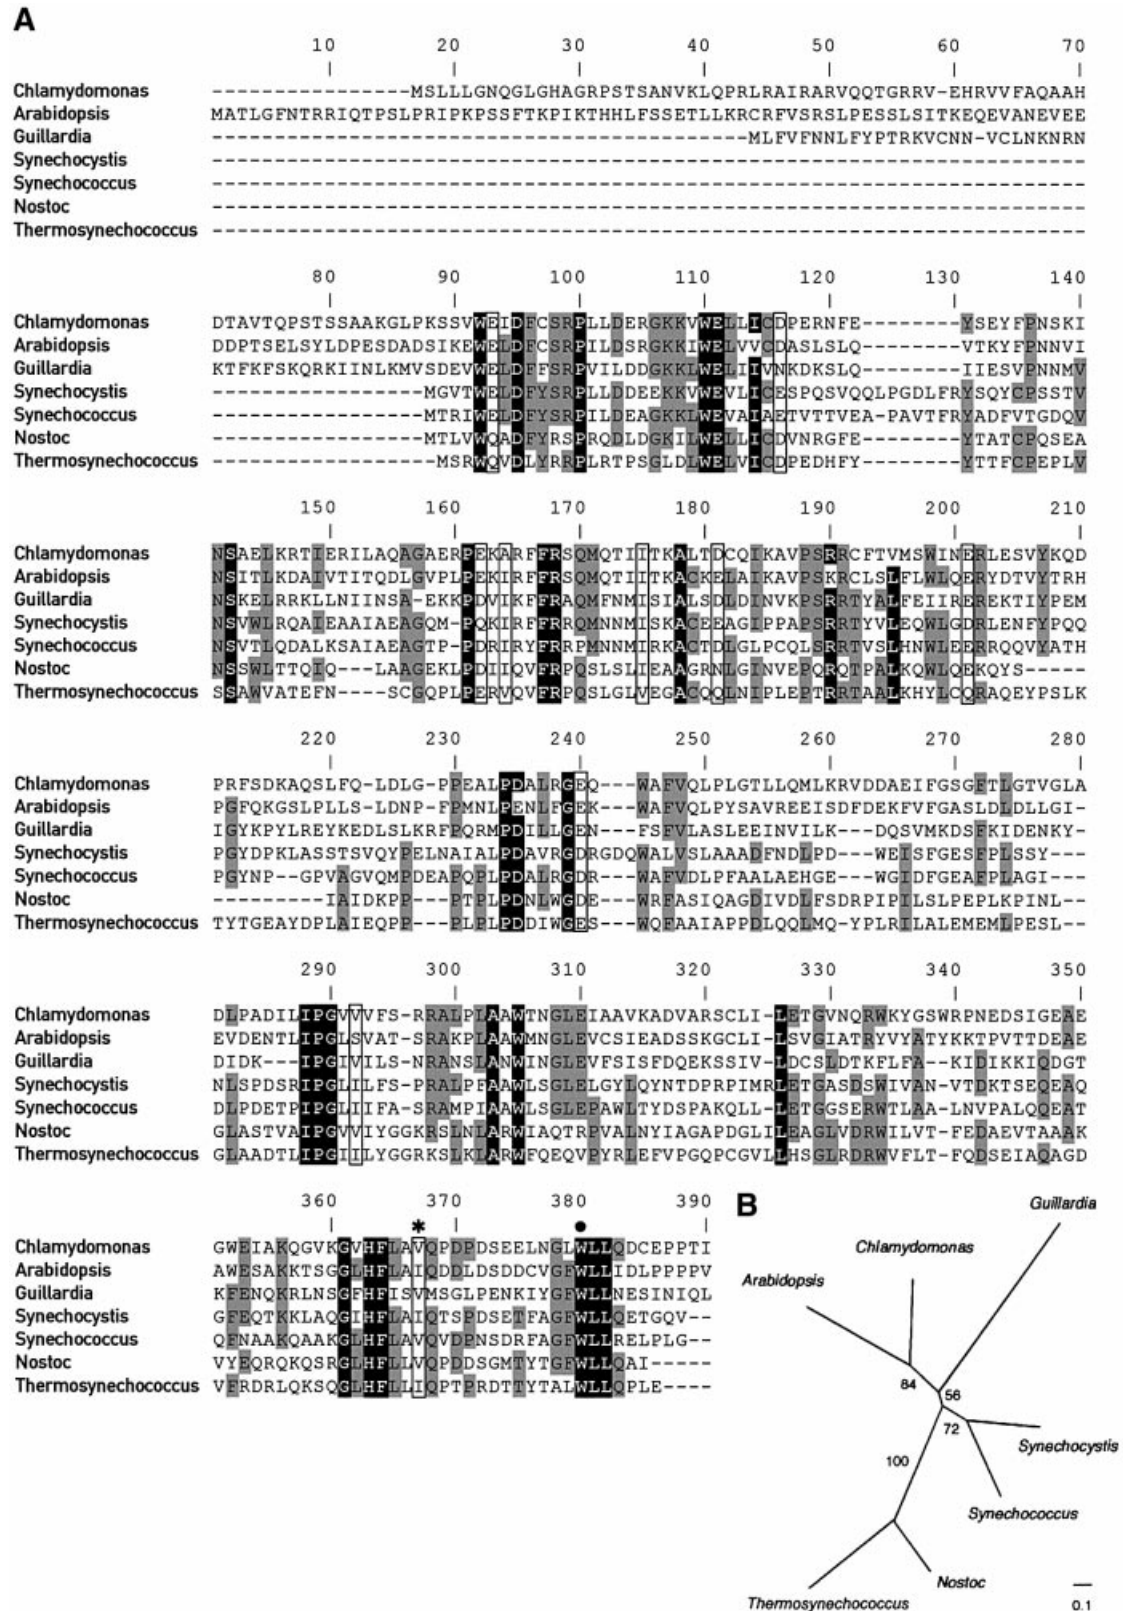 A
10 20 30 40 50 60 70
Chlamydomonas ----------------MSLLLGNQGLGHAGRPSTSANVKLQPRLRAIRARVQQTGRRV-EHRVVFAQAAH
Arabidopsis MATLGFNTRRIQTPSLPRIPKPSSFTKPIKTHHLFSSETLLKRCRFVSRSLPESSLSITKEQEVANEVEE
Guillardia -------------------------------------------MLFVFNNLFYPTRKVCNN-VCLNKNRN
Synechocystis ----------------------------------------------------------------------
Synechococcus ----------------------------------------------------------------------
Nostoc ----------------------------------------------------------------------
Thermosynechococcus ----------------------------------------------------------------------
80 90 100 110 120 130 140
Chlamydomonas DTAVTQPSTSSAAKGLPKSSVWEIDFCSRPLLDERGKKVWELLICDPERNFE--------YSEYFPNSKI
Arabidopsis DDPTSELSYLDPESDADSIKEWELDFCSRPILDSRGKKIWELVVCDASLSLQ--------VTKYFPNNVI
Guillardia KTFKFSKQRKIINLKMVSDEVWELDFFSRPVILDDGKKLWELIIVNKDKSLQ--------IIESVPNNMV
Synechocystis -----------------MGVTWELDFYSRPLLDDEEKKVWEVLICESPQSVQQLPGDLFRYSQYCPSSTV
Synechococcus -----------------MTRIWELDFYSRPILDEAGKKLWEVAIAETVTTVEA-PAVTFRYADFVTGDQV
Nostoc -----------------MTLVWQADFYRSPRQDLDGKILWELLICDVNRGFE--------YTATCPQSEA
Thermosynechococcus ------------------MSRWQVDLYRRPLRTPSGLDLWELVICDPEDHFY--------YTTFCPEPLV
150 160 170 180 190 200 210
Chlamydomonas NSAELKRTIERILAQAGAERPEKARFFRSQMQTIITKALTDCQIKAVPSRRCFTVMSWINERLESVYKQD
Arabidopsis NSITLKDAIVTITQDLGVPLPEKIRFFRSQMQTIITKACKELAIKAVPSKRCLSLFLWLQERYDTVYTRH
Guillardia NSKELRRKLLNIINSA-EKKPDVIKFFRAQMFNMISIALSDLDINVKPSRRTYALFEIIREREKTIYPEM
Synechocystis NSVWLRQAIEAAIAEAGQM-PQKIRFFRRQMNNMISKACEEAGIPPAPSRRTYVLEQWLGDRLENFYPQQ
Synechococcus NSVTLQDALKSAIAEAGTP-PDRIRYFRRPMNNMIRKACTDLGLPCQLSRRTVSLHNWLEERRQQVYATH
Nostoc NSSWLTTQIQ---LAAGEKLPDIIQVFRPQSLSLIEAAGRNLGINVEPQRQTPALKQWLQEKQYS-----
Thermosynechococcus SSAWVATEFN----SCGQPLPERVQVFRPQSLGLVEGACQQLNIPLEPTRRTAALKHYLCQRAQEYPSLK
220 230 240 250 260 270 280
Chlamydomonas PRFSDKAQSLFQ-LDLG-PPEALPDALRGEQ---WAFVQLPLGTLLQMLKRVDDAEIFGSGFTLGTVGLA
Arabidopsis PGFQKGSLPLLS-LDNP-FPMNLPENLFGEK---WAFVQLPYSAVREEISDFDEKFVFGASLDLDLLGI-
Guillardia IGYKPYLREYKEDLSLKRFPQRMPDILLGEN---FSFVLASLEEINVILK---DQSVMKDSFKIDENKY-
Synechocystis PGYDPKLASSTSVQYPELNAIALPDAVRGDRGDQWALVSLAAADFNDLPD---WEISFGESFPLSSY---
Synechococcus PGYNP--GPVAGVQMPDEAPQPLPDALRGDR---WAFVDLPFAALAEHGE---WGIDFGEAFPLAGI---
Nostoc ---------IAIDKPP---PTPLPDNLWGDE---WRFASIQAGDIVDLFSDRPIPILSLPEPLKPINL--
Thermosynechococcus TYTGEAYDPLAIEQPP---PLPLPDDIWGES---WQFAAIAPPDLQQLMQ-YPLRILALEMEMLPESL--
290 300 310 320 330 340 350
Chlamydomonas DLPADILIPGVVVFS-RRALPLAAWTNGLEIAAVKADVARSCLI-LETGVNQRWKYGSWRPNEDSIGEAE
Arabidopsis EVDENTLIPGLSVAT-SRAKPLAAWMNGLEVCSIEADSSKGCLI-LSVGIATRYVYATYKKTPVTTDEAE
Guillardia DIDK---IPGIVILS-NRANSLANWINGLEVFSISFDQEKSSIV-LDCSLDTKFLFA--KIDIKKIQDGT
Synechocystis NLSPDSRIPGLILFS-PRALPFAAWLSGLELGYLQYNTDPRPIMRLETGASDSWIVAN-VTDKTSEQEAQ
Synechococcus DLPDETPIPGLIIFA-SRAMPIAAWLSGLEPAWLTYDSPAKQLL-LETGGSERWTLAA-LNVPALQQEAT
Nostoc GLASTVAIPGVVIYGGKRSLNLARWIAQTRPVALNYIAGAPDGLILEAGLVDRWILVT-FEDAEVTAAAK
Thermosynechococcus GLAADTLIPGIILYGGRKSLKLARWFQEQVPYRLEFVPGQPCGVLLHSGLRDRWVFLT-FQDSEIAQAGD
360 370 380 390
* ●
Chlamydomonas GWEIAKQGVKGVHFLAVQPDPDSEELNGLWLLQDCEPPTI
Arabidopsis AWESAKKTSGGLHFLAIQDDLDSDDCVGFWLLIDLPPPPV
Guillardia KFENQKRLNSGFHFISVMSGLPENKIYGFWLLNESINIQL
Synechocystis GFEQTKKLAQGIHFLAIQTSPDSETFAGFWLLQETGQV--
Synechococcus QFNAAKQAAKGLHFLAVQVDPNSDRFAGFWLLRELPLG--
Nostoc VYEQRQKQSRGLHFLLVQPDDSGMTYTGFWLLQAI-----
Thermosynechococcus VFRDRLQKSQGLHFLLIQPTPRDTTYTALWLLQPLE----
B
Guillardia
Chlamydomonas
Arabidopsis
84 56
72
Synechocystis
100
Synechococcus
Nostoc
Thermosynechococcus
0.1